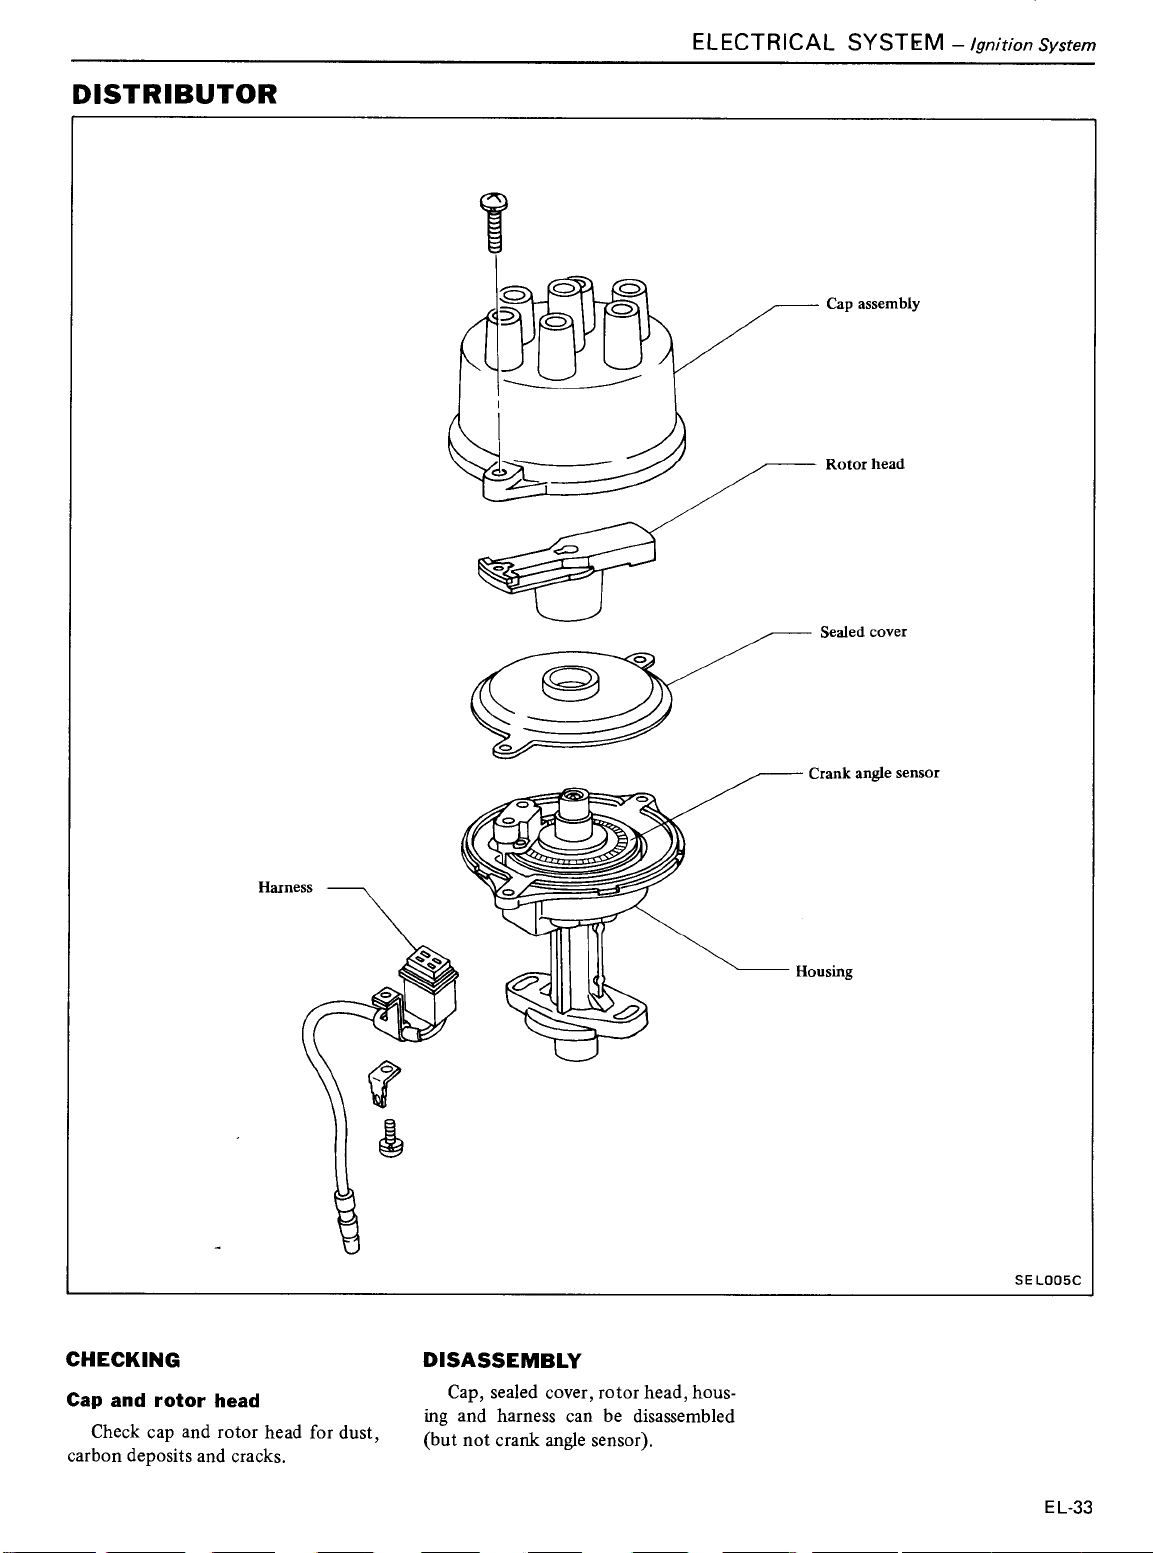 ELECTRICAL SYSTEM – Ignition System
DISTRIBUTOR
Cap assembly
Rotor head
Sealed cover
Crank angle sensor
Harness
Housing
SEL005C
CHECKING
Cap and rotor head
Check cap and rotor head for dust,
carbon deposits and cracks.
DISASSEMBLY
Cap, sealed cover, rotor head, hous-
ing and harness can be disassembled
(but not crank angle sensor).
EL-33